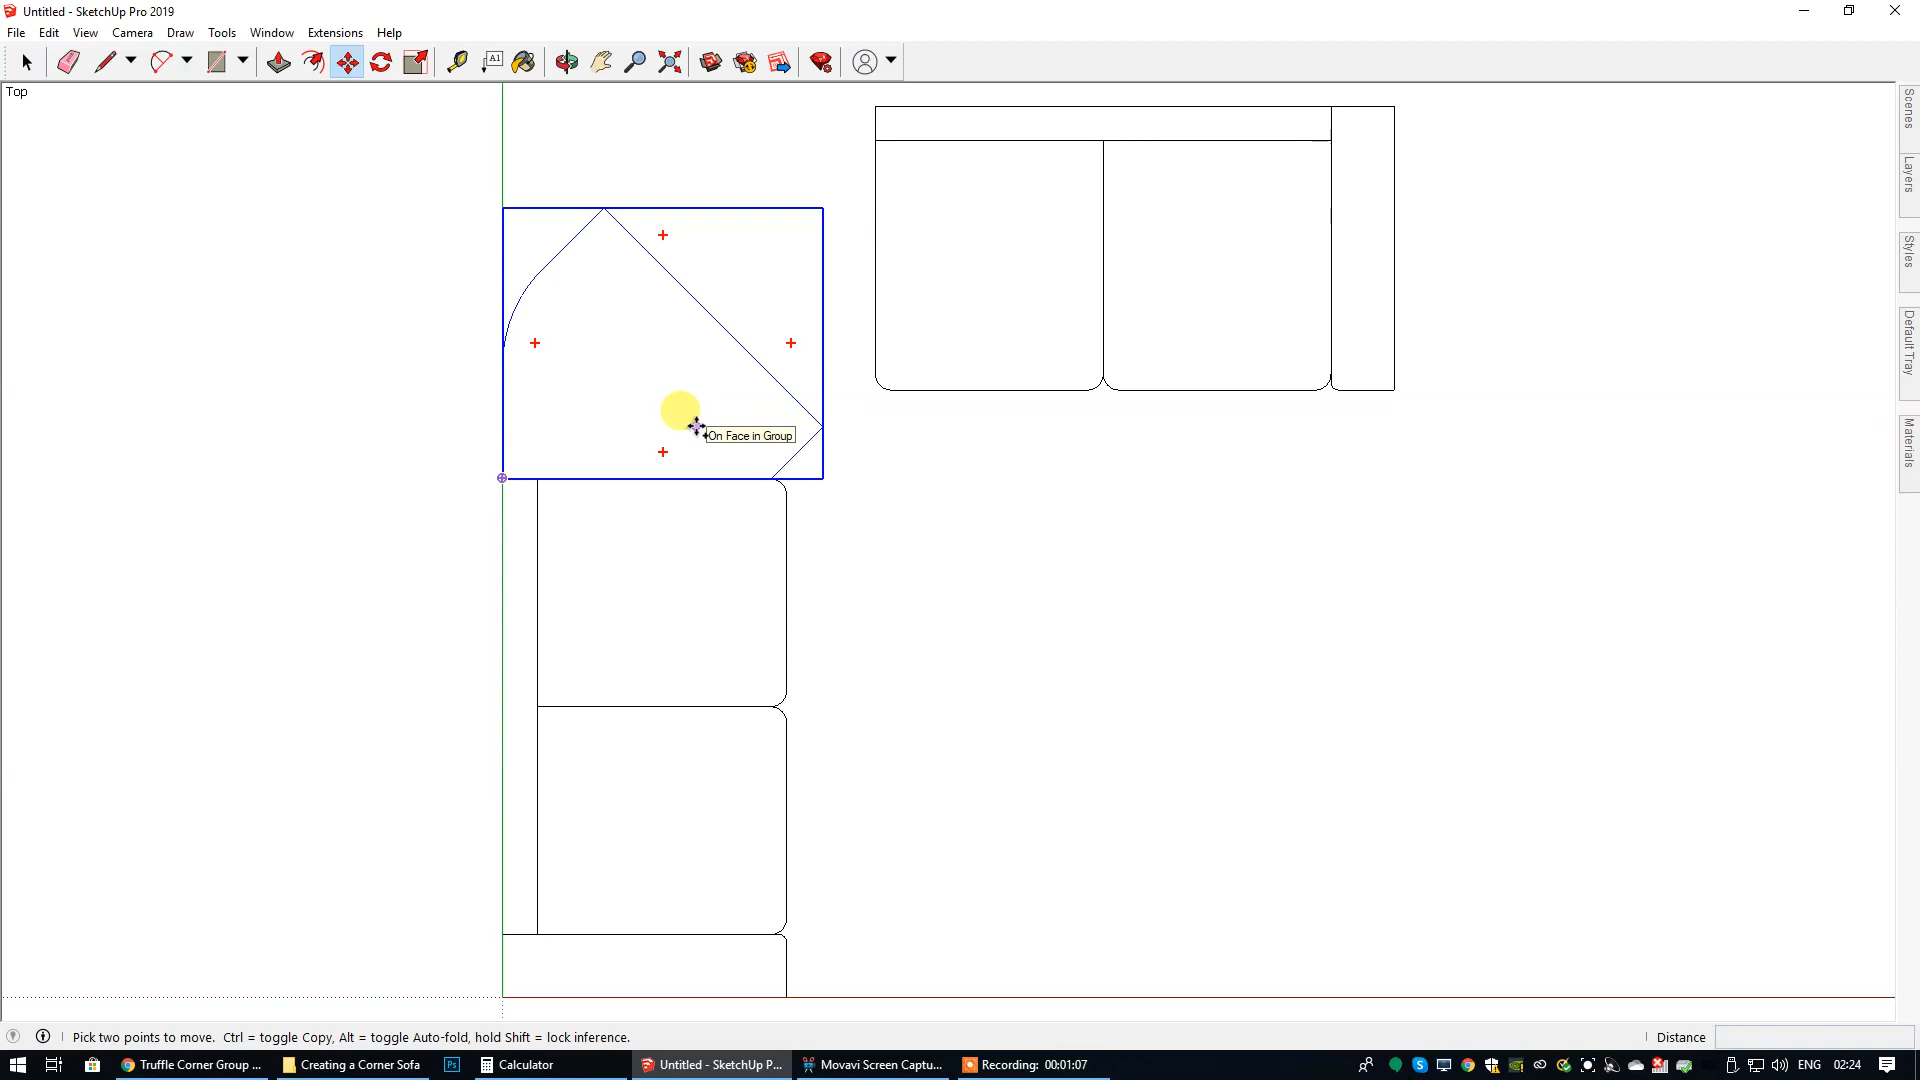 Untitled - SketchUp Pro 2019
File Edit View Camera Draw Tools Window Extensions Help
A1
Top
Scenes
Layers
Styles
Default Tray
Materials
On Face in Group
Pick two points to move. Ctrl = toggle Copy, Alt = toggle Auto-fold, hold Shift = lock inference.
Distance
Truffle Corner Group ...
Creating a Corner Sofa
Ps
Calculator
Untitled - SketchUp P...
Movavi Screen Captu...
Recording: 00:01:07
ENG
02:24